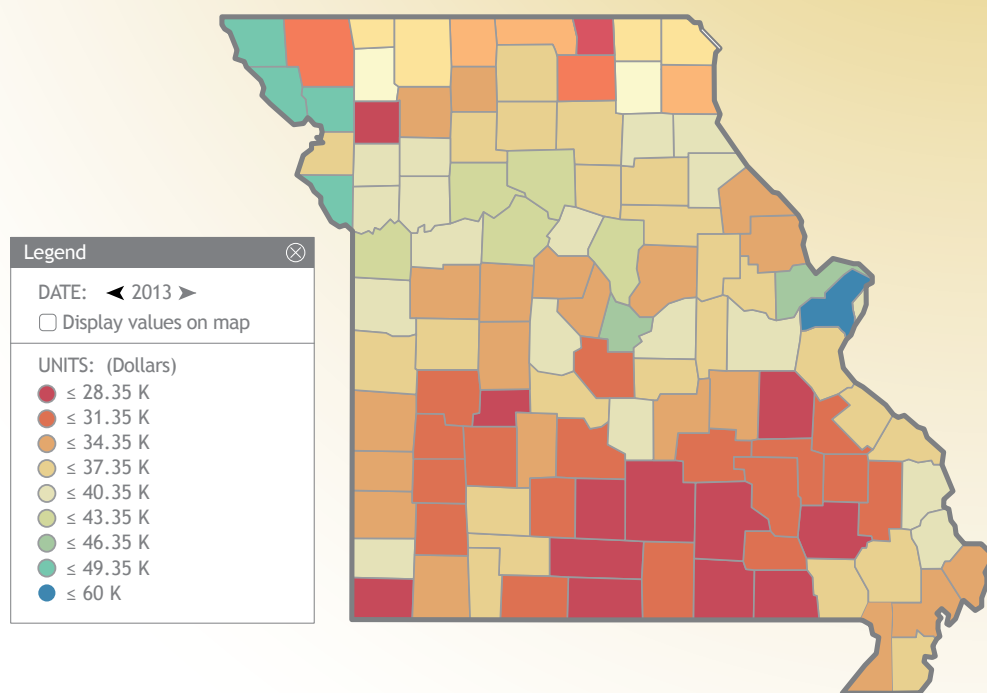 Legend
DATE: 2013
Display values on map
UNITS: (Dollars)
≤ 28.35 K
≤ 31.35 K
≤ 34.35 K
≤ 37.35 K
≤ 40.35 K
≤ 43.35 K
≤ 46.35 K
≤ 49.35 K
≤ 60 K